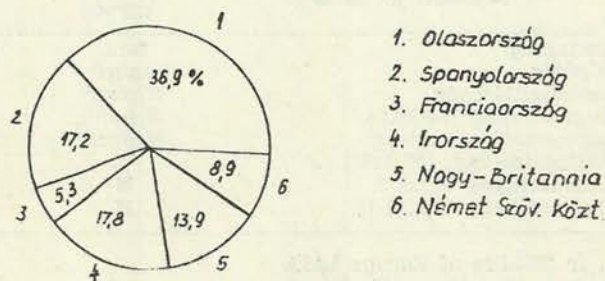 1
36,9 %
1. Olaszország
2. Spanyolország
3. Franciaország
4. Irország
5. Nagy-Britannia
6. Német Szöv. Közt.
2
17,2
8,9
6
5,3
3
17,8
13,9
4
5